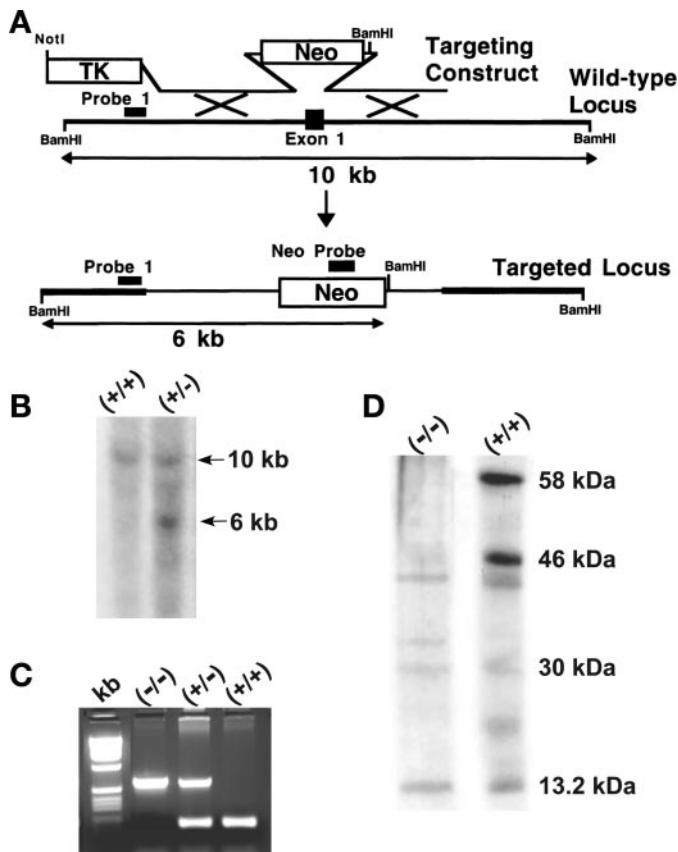 A
NotI
TK
Neo
BamHI
Targeting
Construct
Wild-type
Locus
Probe 1
BamHI
Exon 1
BamHI
10 kb
Probe 1
Neo Probe
BamHI
Neo
Targeted Locus
BamHI
BamHI
6 kb
B
(+/+)
(+/-)
10 kb
6 kb
C
kb
(-/-)
(+/-)
(+/+)
D
(-/-)
(+/+)
58 kDa
46 kDa
30 kDa
13.2 kDa